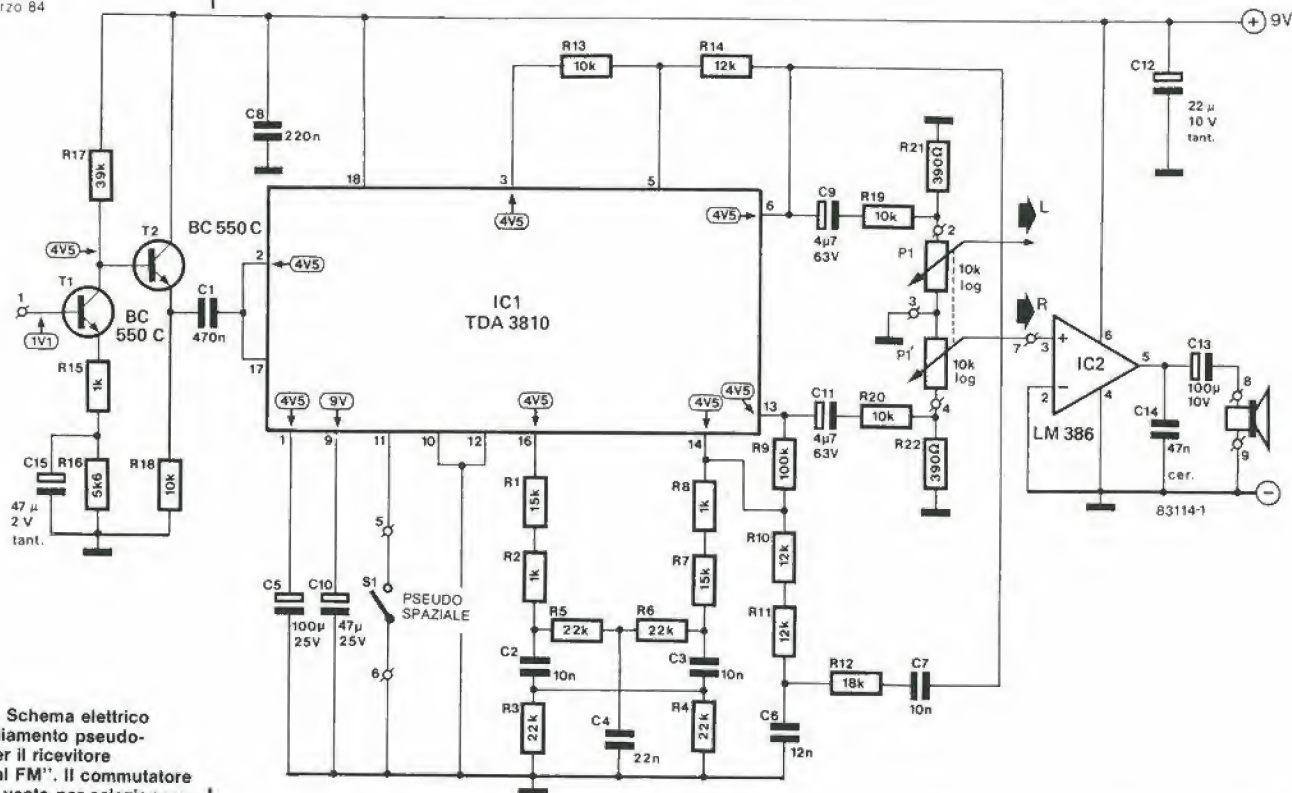 rzo 84
+ 9V
R13
10k
R14
12k
C12
22 µ
10 V
tant.
C8
220n
R17
39k
R21
390Ω
18
3
5
4V5
6
4V5
C9
4µ7
63V
R19
10k
L
2
T2
BC 550 C
4V5
2
4V5
P1
10k
log
T1
1
1V1
BC
550 C
C1
470n
IC1
TDA 3810
3
R
7
3
+
6
IC2
5
C13
100µ
10V
8
17
P1'
10k
log
2
−
4
LM 386
C14
47n
cer.
9
R15
1k
4V5
9V
4V5
4V5
4V5
13
C11
4µ7
63V
R20
10k
4
1
9
11
10
12
16
14
R9
100k
R22
390Ω
−
83114-1
C15
47 µ
2 V
tant.
R16
5k6
R18
10k
R1
15k
R8
1k
5
R10
12k
R2
1k
R7
15k
C5
100µ
25V
C10
47µ
25V
S1
PSEUDO
SPAZIALE
R5
22k
R6
22k
R11
12k
6
C2
10n
C3
10n
R12
18k
C7
10n
R3
22k
C4
22n
R4
22k
C6
12n
Schema elettrico
liamento pseudo-
er il ricevitore
al FM". Il commutatore